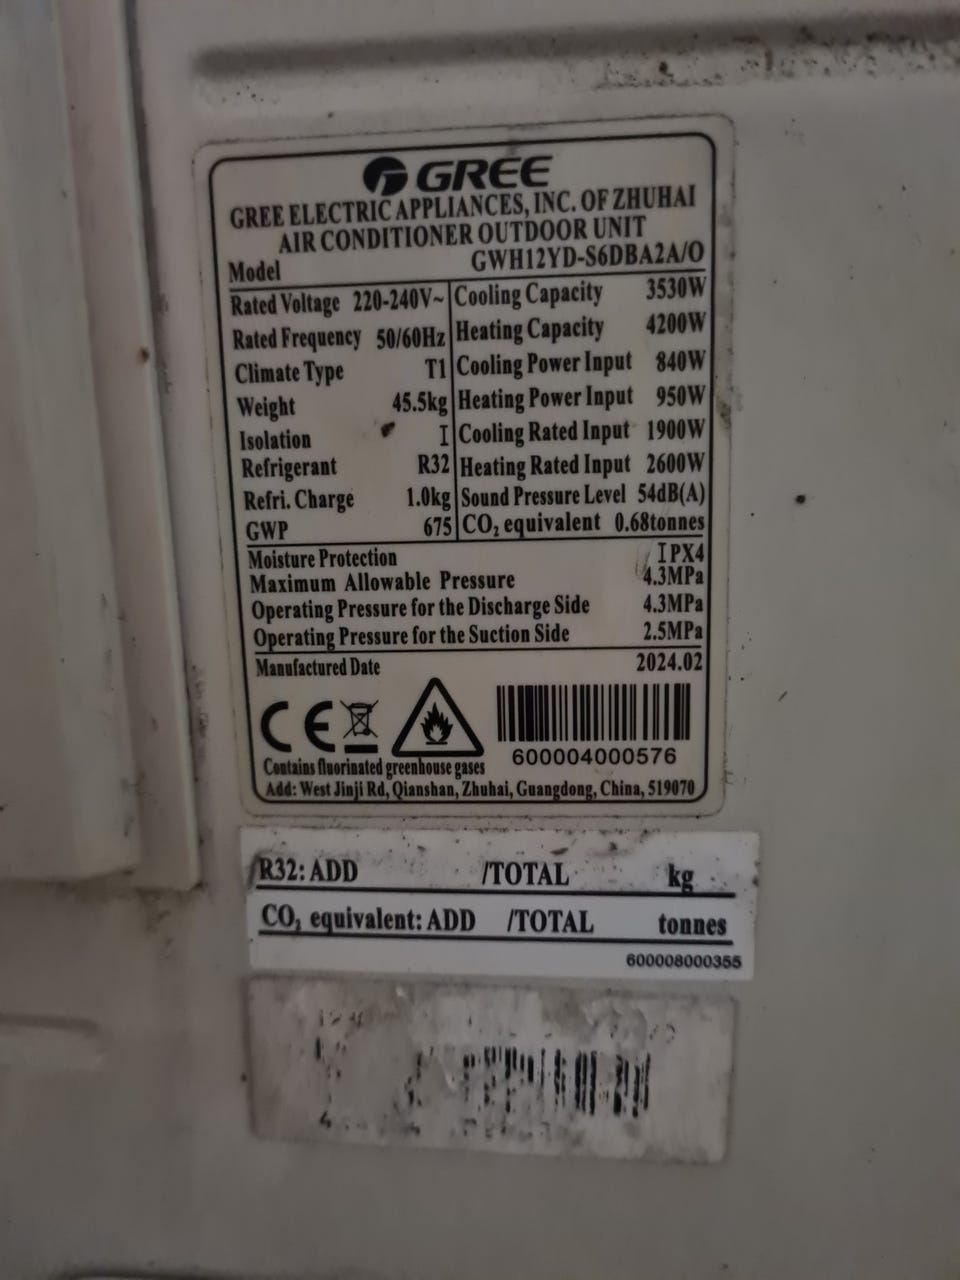 GREE
GREE ELECTRIC APPLIANCES, INC. OF ZHUHAI
AIR CONDITIONER OUTDOOR UNIT
Model GWH12YD-S6DBA2A/O
Rated Voltage 220-240V~ Cooling Capacity 3530W
Rated Frequency 50/60Hz Heating Capacity 4200W
Climate Type T1 Cooling Power Input 840W
Weight 45.5kg Heating Power Input 950W
Isolation I Cooling Rated Input 1900W
Refrigerant R32 Heating Rated Input 2600W
Refri. Charge 1.0kg Sound Pressure Level 54dB(A)
GWP 675 CO₂ equivalent 0.68tonnes
Moisture Protection IPX4
Maximum Allowable Pressure 4.3MPa
Operating Pressure for the Discharge Side 4.3MPa
Operating Pressure for the Suction Side 2.5MPa
Manufactured Date 2024.02
CE
600004000576
Contains fluorinated greenhouse gases
Add: West Jinji Rd, Qianshan, Zhuhai, Guangdong, China, 519070
R32: ADD /TOTAL kg
CO₂ equivalent: ADD /TOTAL tonnes
600008000355